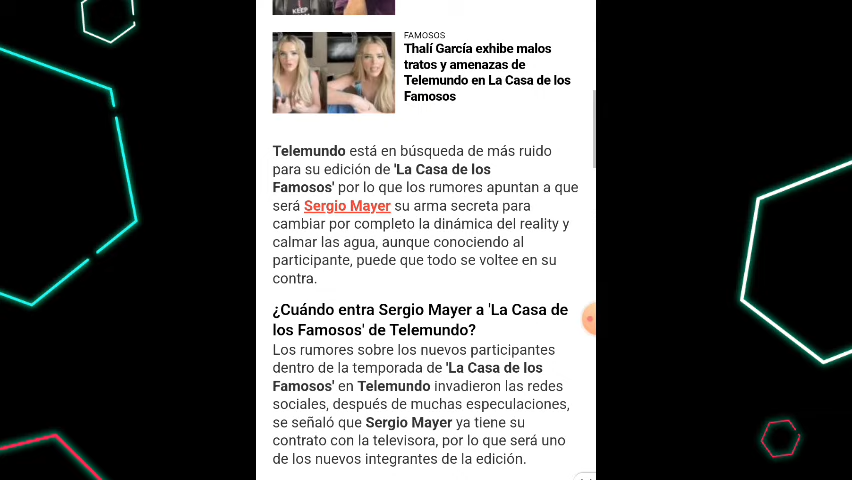 KEEP
FAMOSOS
Thalí García exhibe malos
tratos y amenazas de
Telemundo en La Casa de los
Famosos
Telemundo está en búsqueda de más ruido
para su edición de 'La Casa de los
Famosos' por lo que los rumores apuntan a que
será Sergio Mayer su arma secreta para
cambiar por completo la dinámica del reality y
calmar las agua, aunque conociendo al
participante, puede que todo se voltee en su
contra.
¿Cuándo entra Sergio Mayer a 'La Casa de
los Famosos' de Telemundo?
Los rumores sobre los nuevos participantes
dentro de la temporada de 'La Casa de los
Famosos' en Telemundo invadieron las redes
sociales, después de muchas especulaciones,
se señaló que Sergio Mayer ya tiene su
contrato con la televisora, por lo que será uno
de los nuevos integrantes de la edición.